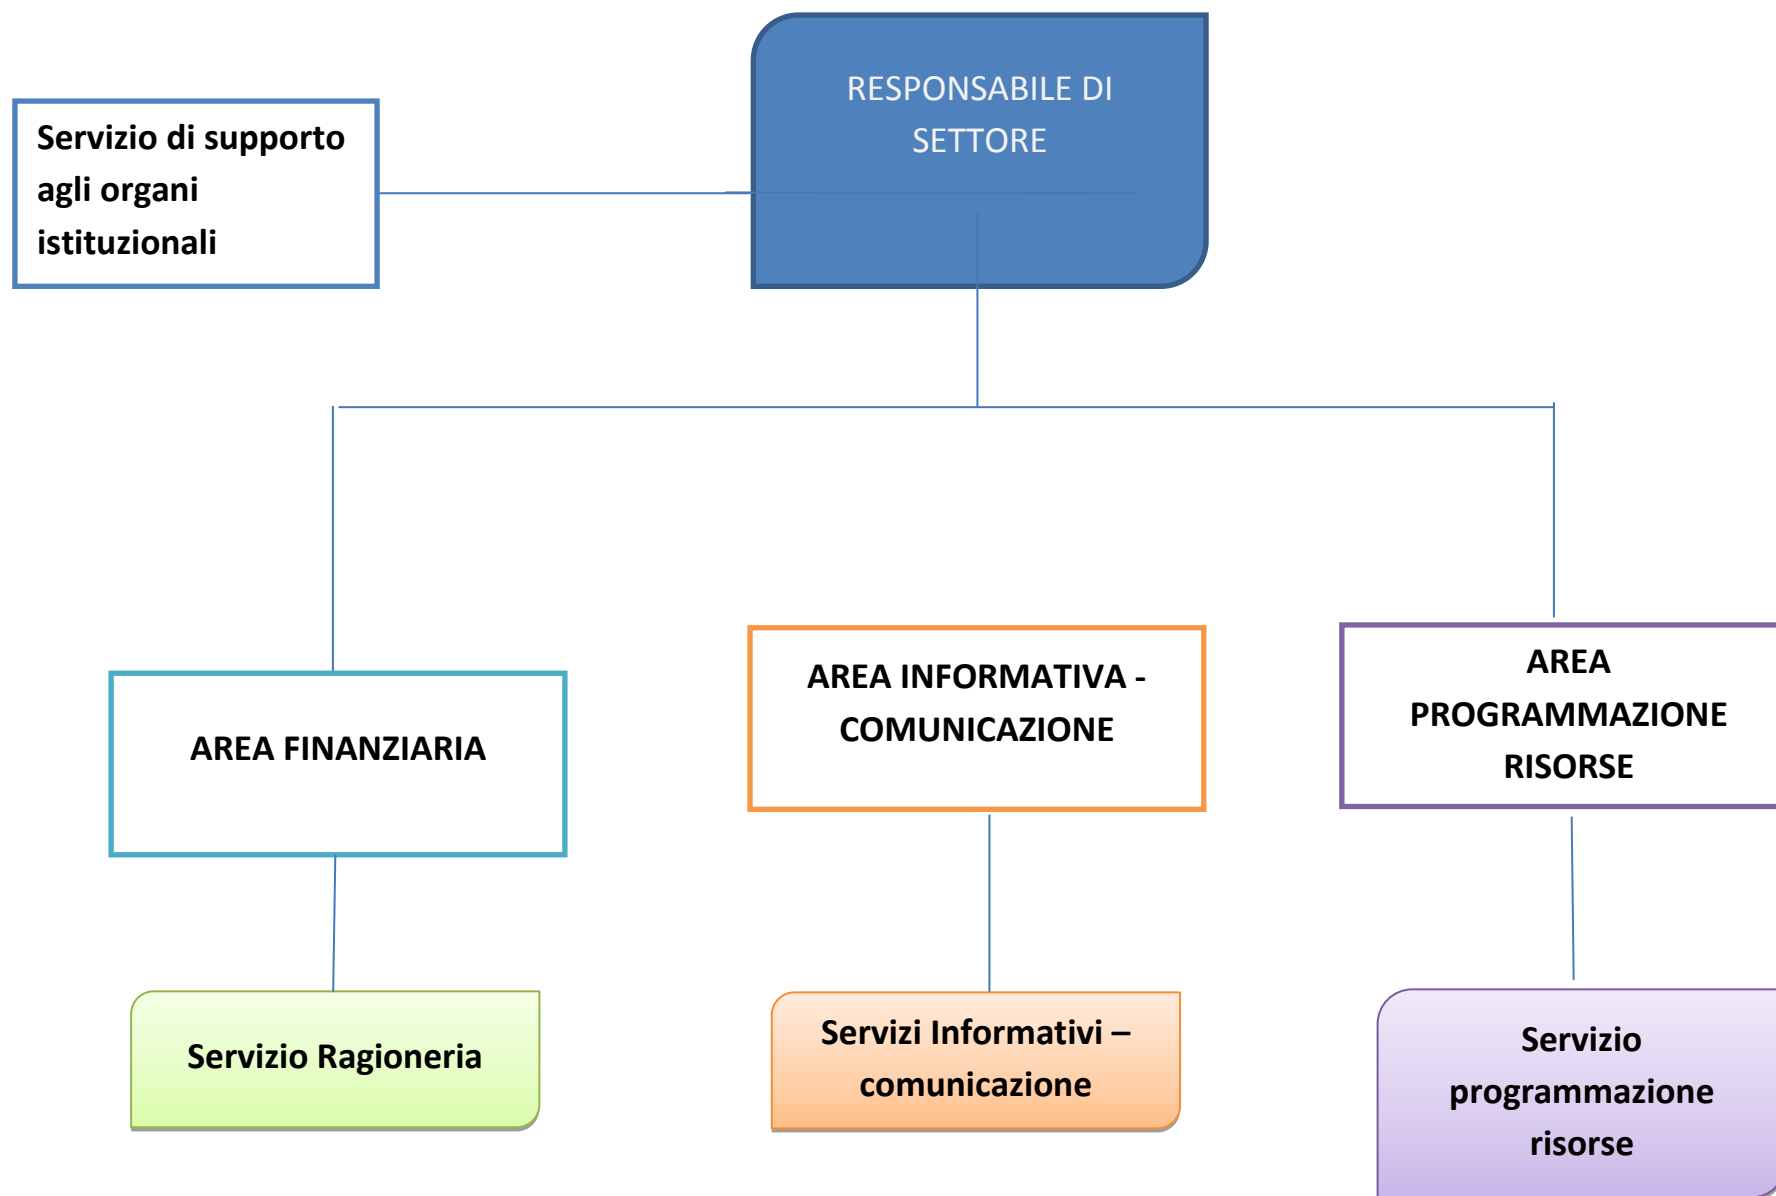 RESPONSABILE DI
SETTORE
Servizio di supporto
agli organi
istituzionali
AREA FINANZIARIA
AREA INFORMATIVA -
COMUNICAZIONE
AREA
PROGRAMMAZIONE
RISORSE
Servizio Ragioneria
Servizi Informativi –
comunicazione
Servizio
programmazione
risorse